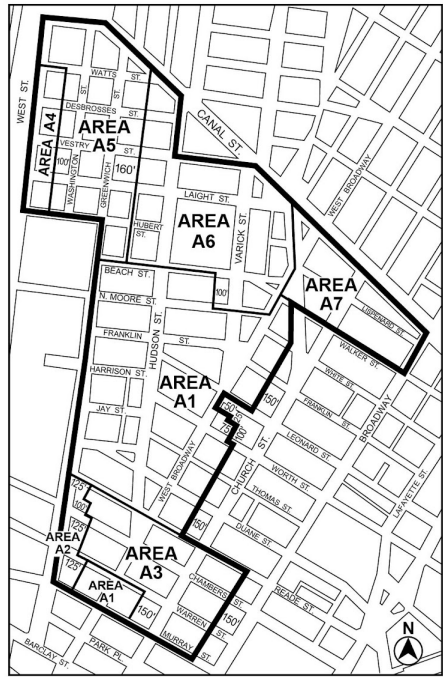 WATTS
ST.
WEST ST.
DESBROSSES
ST.
ST.
CANAL ST.
AREA A4
AREA
A5
VESTRY
ST.
100'
WASHINGTON
GREENWICH
160'
WEST BROADWAY
LAIGHT ST.
AREA
A6
VARICK ST.
HUBERT
ST.
BEACH ST.
AREA
A7
100'
N. MOORE ST.
LISPENARD ST.
FRANKLIN
ST.
HUDSON ST.
WALKER ST.
HARRISON ST.
AREA
A1
WHITE
ST.
150'
FRANKLIN
ST.
BROADWAY
JAY ST.
50'
25'
75'
100'
LEONARD ST.
CHURCH
ST.
WEST BROADWAY
WORTH ST.
LAFAYETTE ST.
125'
100'
THOMAS ST.
150'
DUANE ST.
125'
AREA
A2
AREA
A3
125'
CHAMBERS
ST.
READE ST.
AREA
A1
150'
WARREN
ST.
150'
MURRAY
ST.
PARK PL.
BARCLAY ST.
N